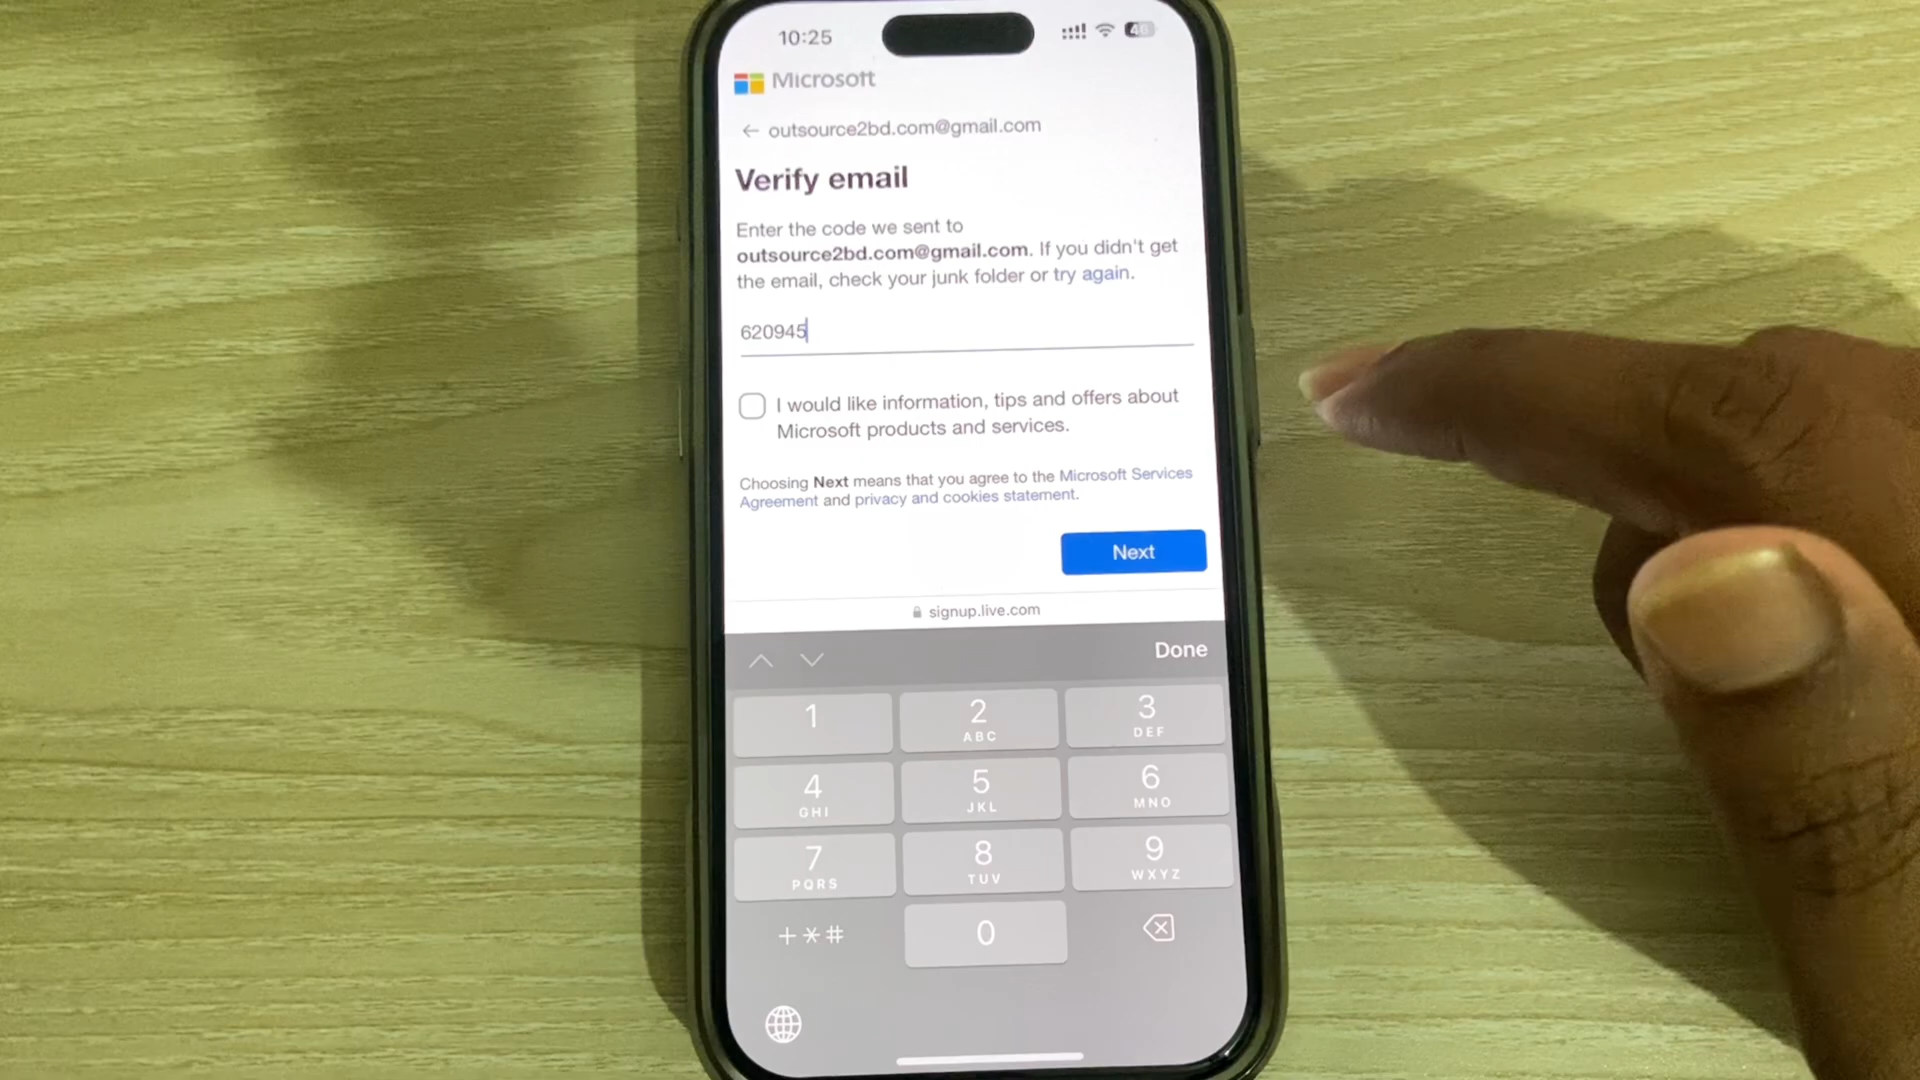 10:25
Microsoft
← outsource2bd.com@gmail.com
Verify email
Enter the code we sent to
outsource2bd.com@gmail.com. If you didn't get
the email, check your junk folder or try again.
620945
I would like information, tips and offers about
Microsoft products and services.
Choosing Next means that you agree to the Microsoft Services
Agreement and privacy and cookies statement.
Next
signup.live.com
Done
1
2
3
ABC
DEF
4
5
6
GHI
JKL
MNO
7
8
9
PQRS
TUV
WXYZ
+*#
0